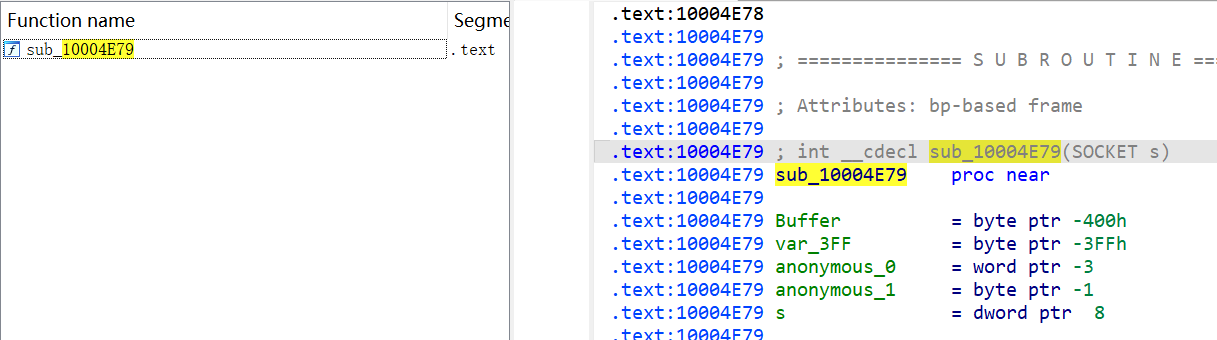 Function name Segme
f sub_10004E79 .text
.text:10004E78
.text:10004E79
.text:10004E79 ; =============== S U B R O U T I N E ===
.text:10004E79
.text:10004E79 ; Attributes: bp-based frame
.text:10004E79
.text:10004E79 ; int __cdecl sub_10004E79(SOCKET s)
.text:10004E79 sub_10004E79 proc near
.text:10004E79
.text:10004E79 Buffer = byte ptr -400h
.text:10004E79 var_3FF = byte ptr -3FFh
.text:10004E79 anonymous_0 = word ptr -3
.text:10004E79 anonymous_1 = byte ptr -1
.text:10004E79 s = dword ptr 8
.text:10004E79